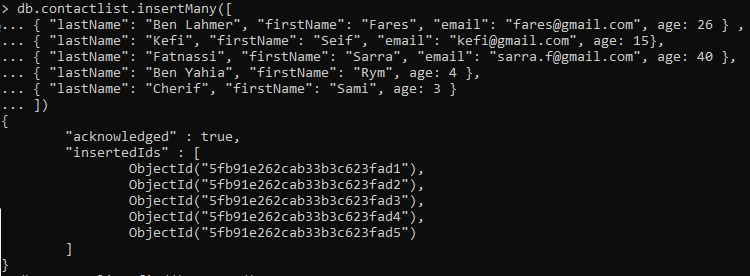 > db.contactlist.insertMany([
... { "lastName": "Ben Lahmer", "firstName": "Fares", "email": "fares@gmail.com", age: 26 } ,
... { "lastName": "Kefi", "firstName": "Seif", "email": "kefi@gmail.com", age: 15},
... { "lastName": "Fatnassi", "firstName": "Sarra", "email": "sarra.f@gmail.com", age: 40 },
... { "lastName": "Ben Yahia", "firstName": "Rym", age: 4 },
... { "lastName": "Cherif", "firstName": "Sami", age: 3 }
... ])
{
        "acknowledged" : true,
        "insertedIds" : [
                ObjectId("5fb91e262cab33b3c623fad1"),
                ObjectId("5fb91e262cab33b3c623fad2"),
                ObjectId("5fb91e262cab33b3c623fad3"),
                ObjectId("5fb91e262cab33b3c623fad4"),
                ObjectId("5fb91e262cab33b3c623fad5")
        ]
}